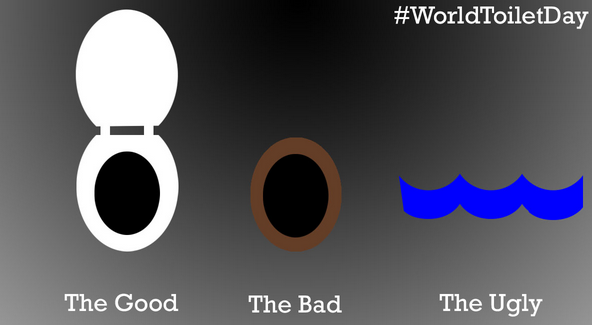 #WorldToiletDay
The Good
The Bad
The Ugly